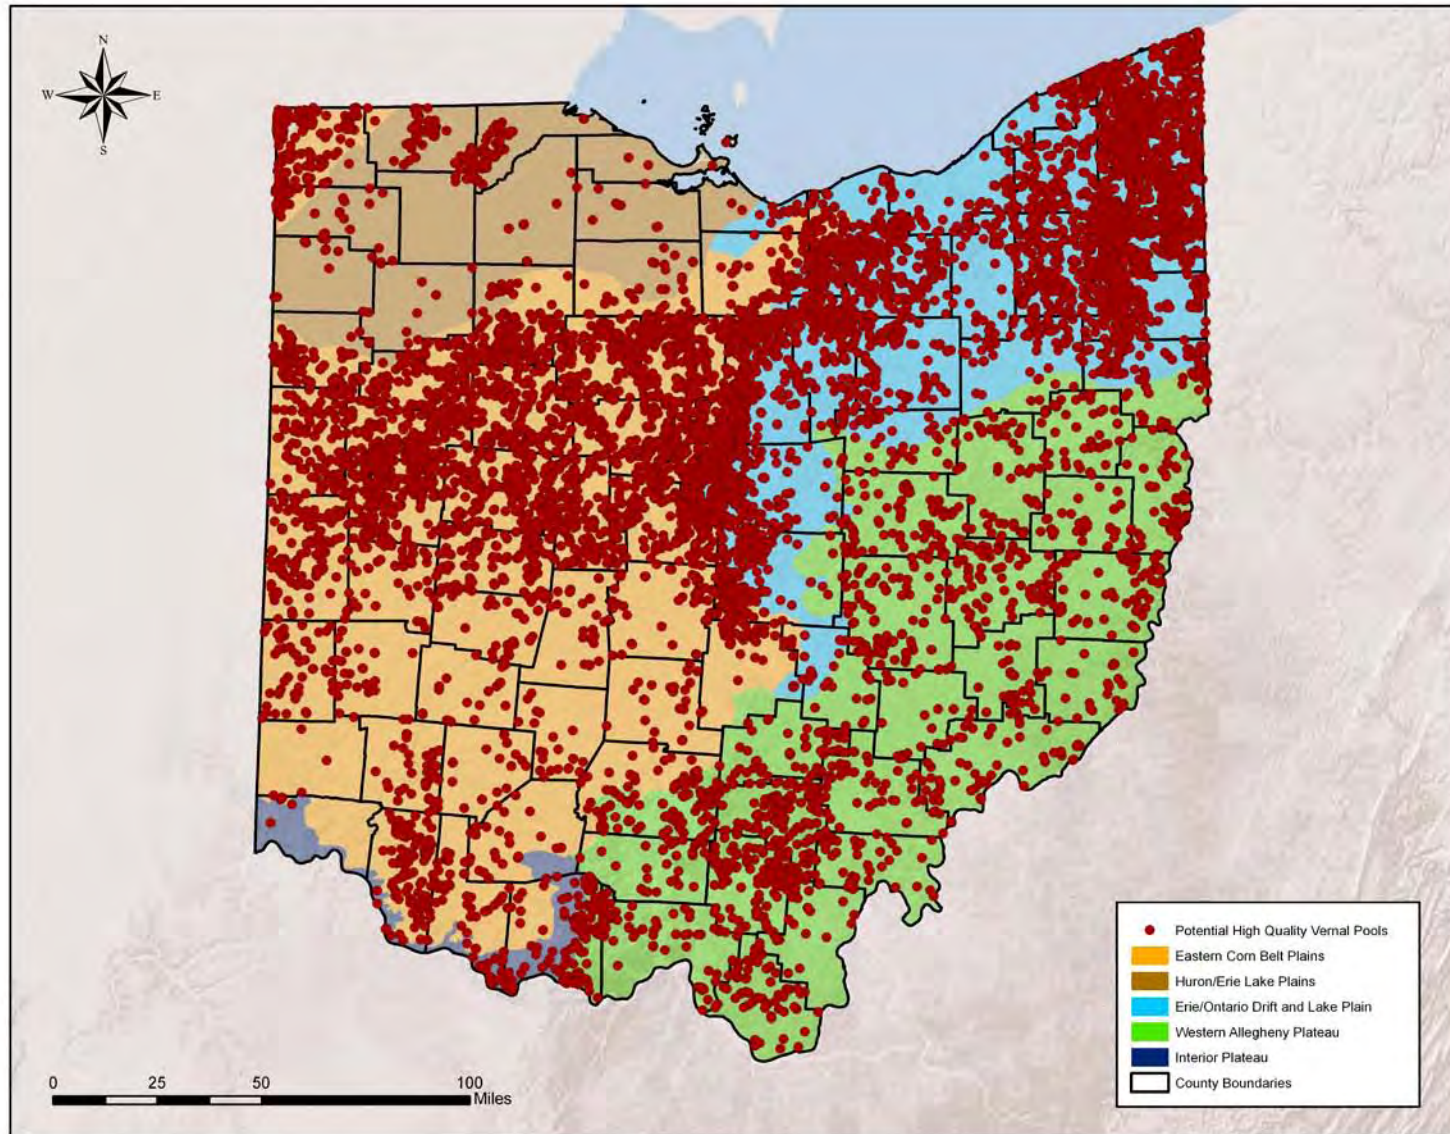 N
W E
S
Potential High Quality Vernal Pools
Eastern Corn Belt Plains
Huron/Erie Lake Plains
Erie/Ontario Drift and Lake Plain
Western Allegheny Plateau
Interior Plateau
County Boundaries
0 25 50 100
Miles